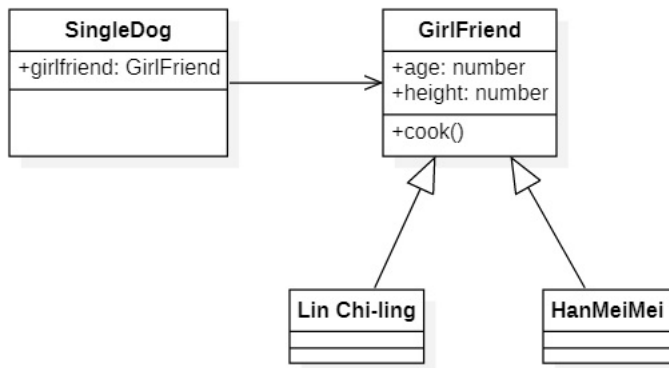 SingleDog
+girlfriend: GirlFriend
GirlFriend
+age: number
+height: number
+cook()
Lin Chi-ling
HanMeiMei